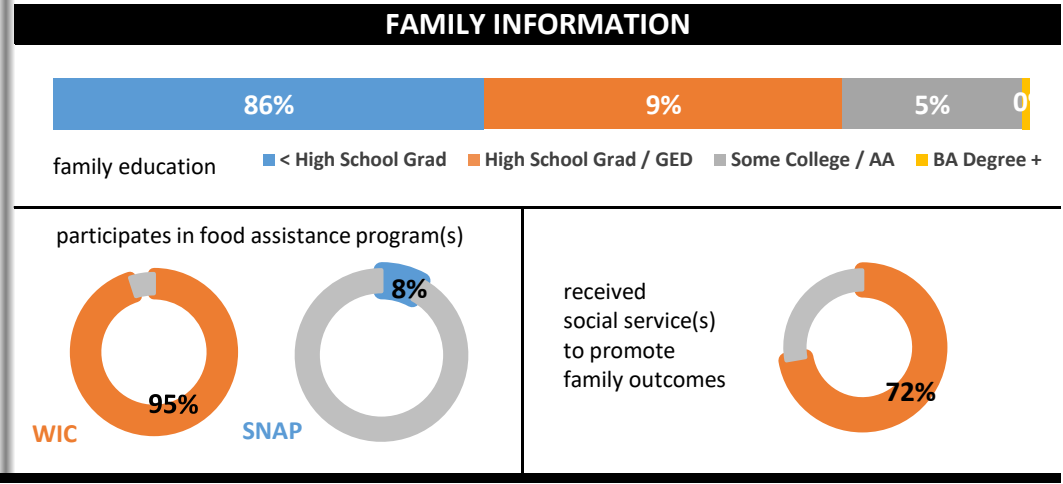 FAMILY INFORMATION
86% 9% 5% 0%
family education < High School Grad High School Grad / GED Some College / AA BA Degree +
participates in food assistance program(s)
8%
95%
WIC SNAP
received
social service(s)
to promote
family outcomes
72%